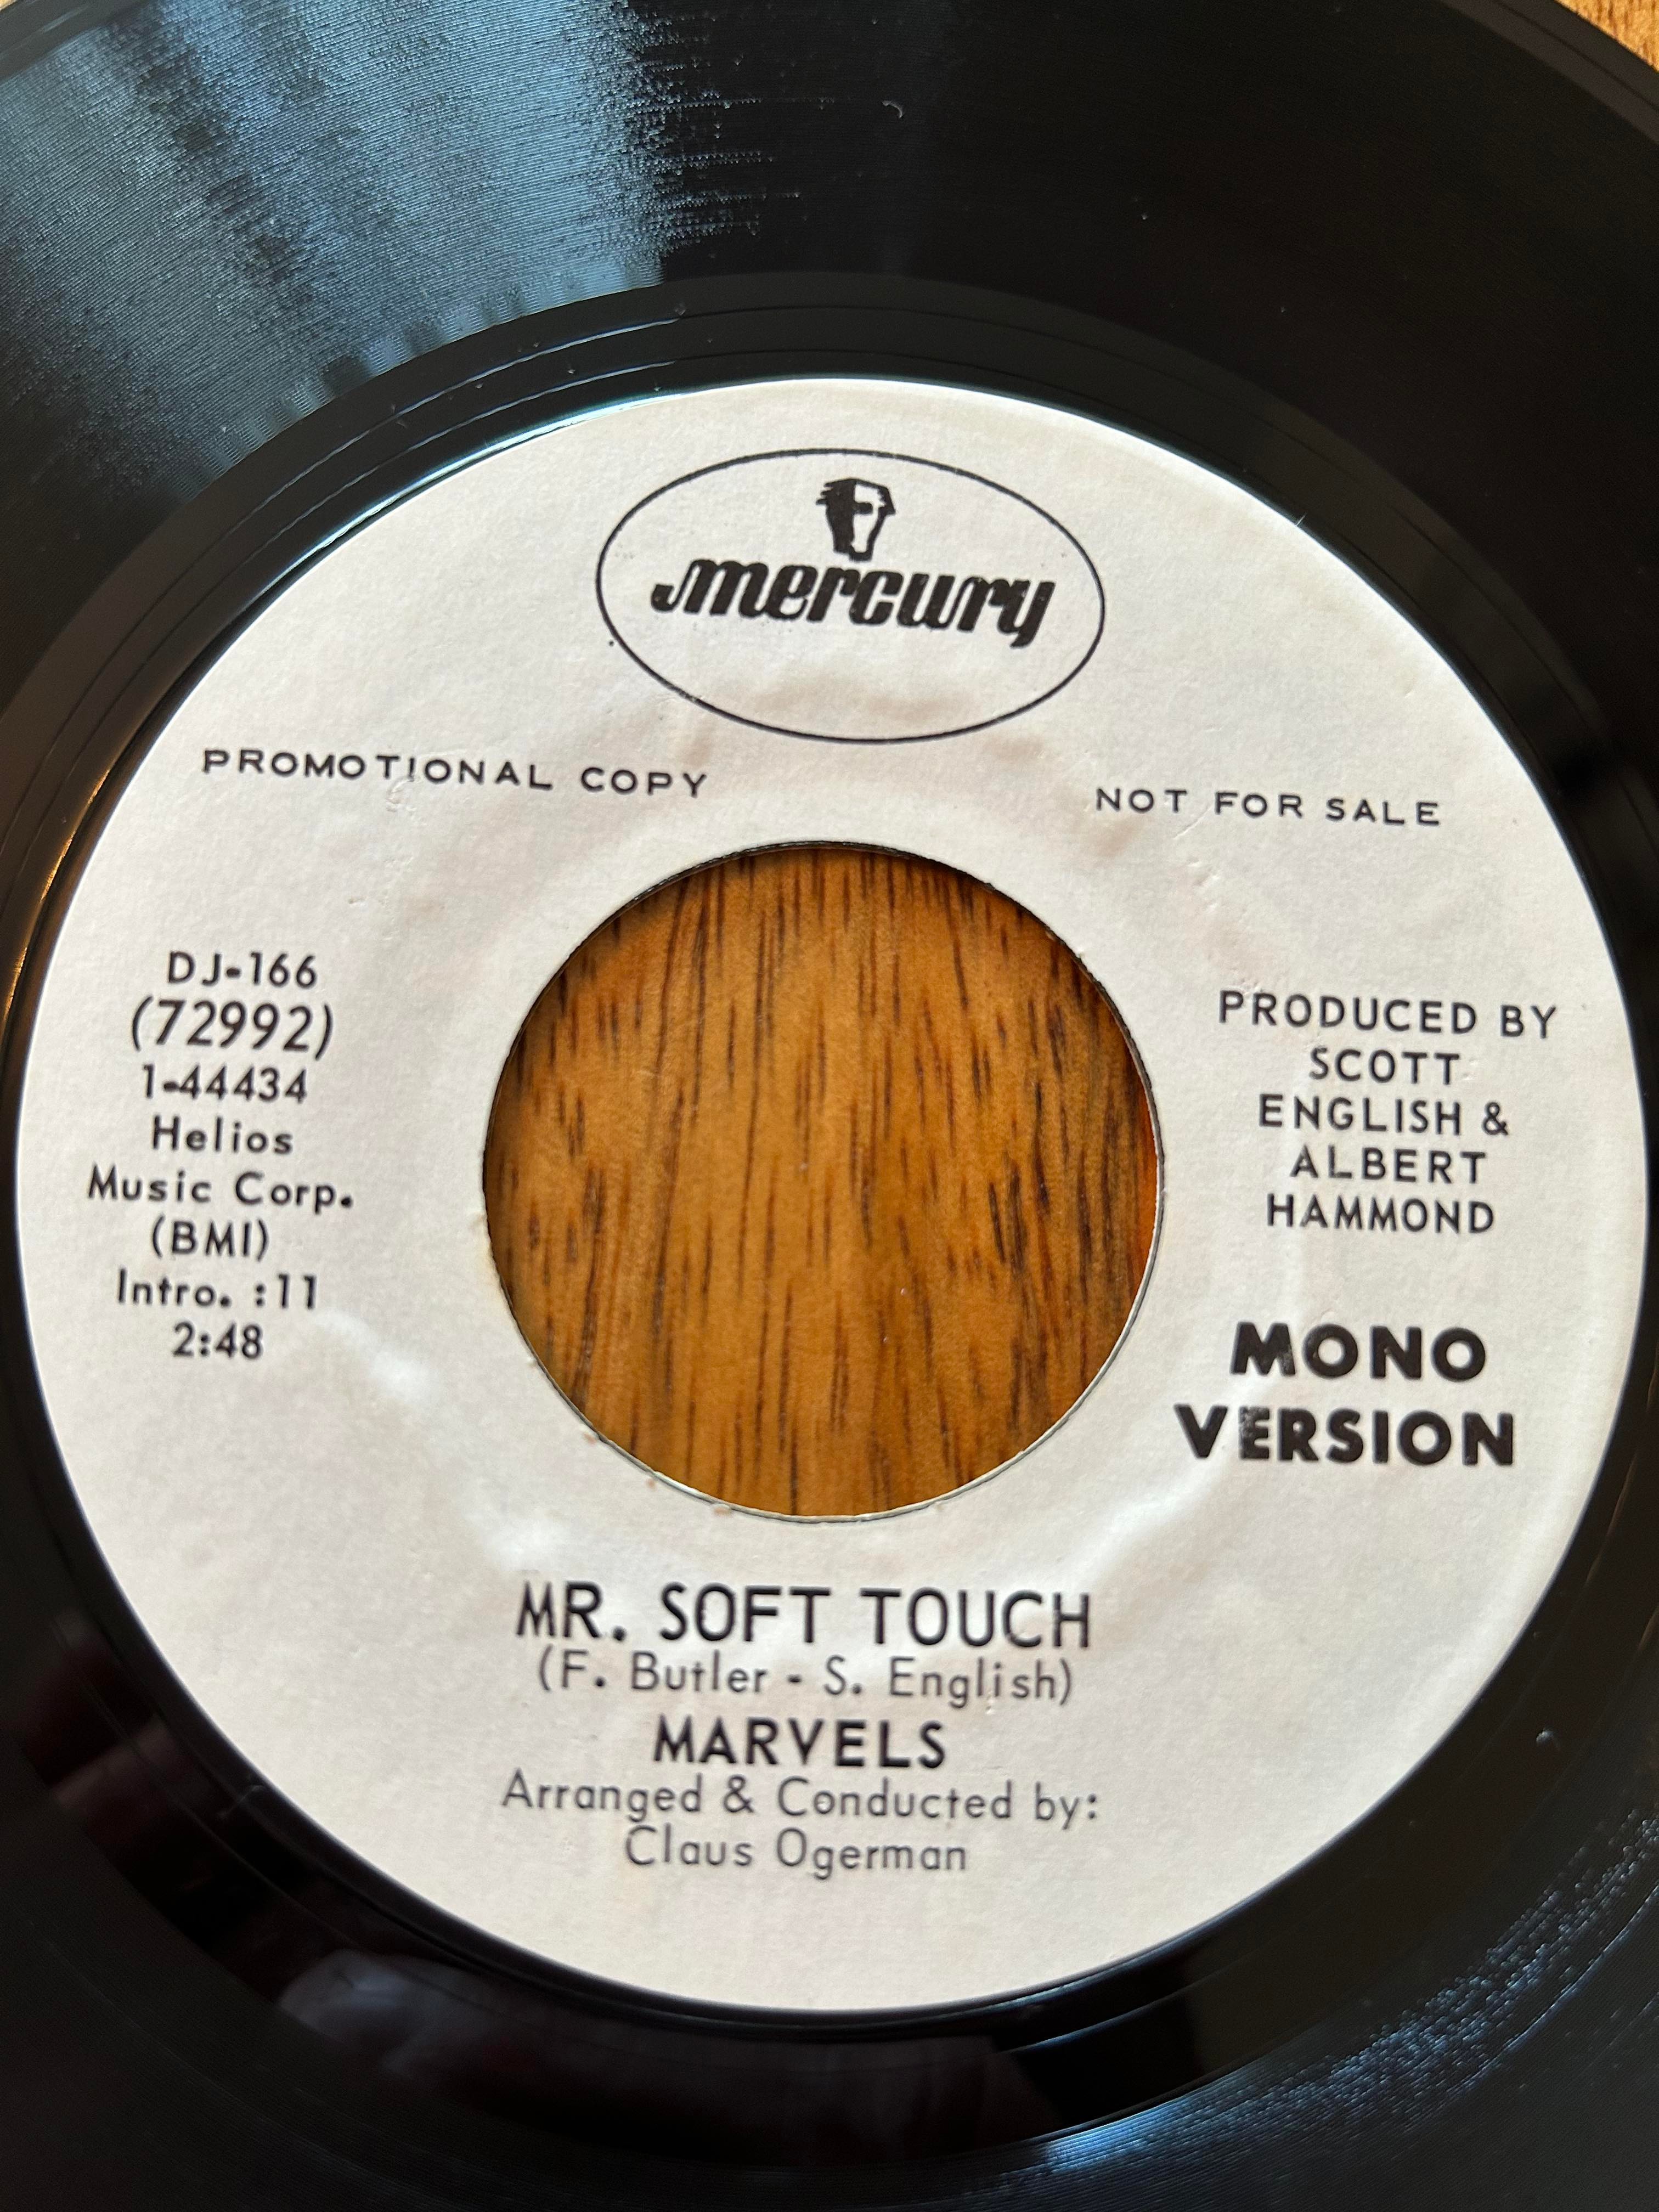 mercury
PROMOTIONAL COPY
NOT FOR SALE
DJ-166
(72992)
1-44434
Helios
Music Corp.
(BMI)
Intro. :11
2:48
PRODUCED BY
SCOTT
ENGLISH &
ALBERT
HAMMOND
MONO
VERSION
MR. SOFT TOUCH
(F. Butler - S. English)
MARVELS
Arranged & Conducted by:
Claus Ogerman